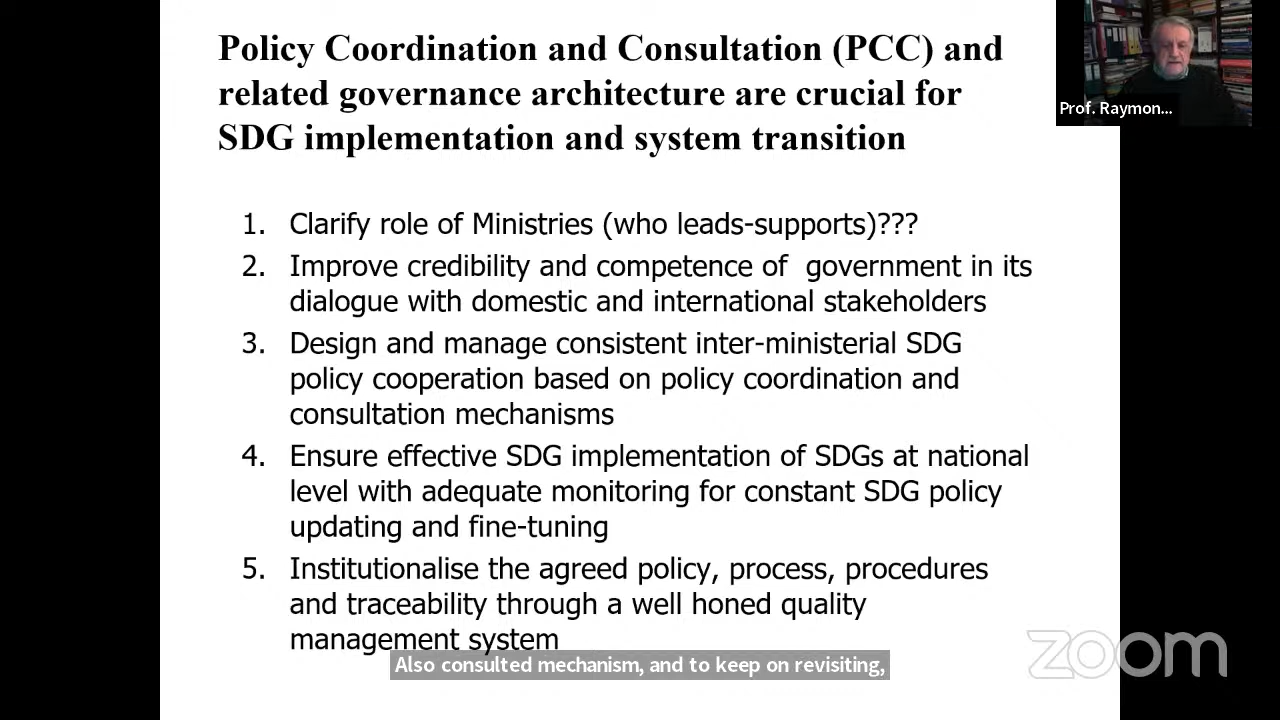 Policy Coordination and Consultation (PCC) and
related governance architecture are crucial for
SDG implementation and system transition
Prof. Raymon...
1. Clarify role of Ministries (who leads-supports)???
2. Improve credibility and competence of  government in its
dialogue with domestic and international stakeholders
3. Design and manage consistent inter-ministerial SDG
policy cooperation based on policy coordination and
consultation mechanisms
4. Ensure effective SDG implementation of SDGs at national
level with adequate monitoring for constant SDG policy
updating and fine-tuning
5. Institutionalise the agreed policy, process, procedures
and traceability through a well honed quality
management system
Also consulted mechanism, and to keep on revisiting,
zoom